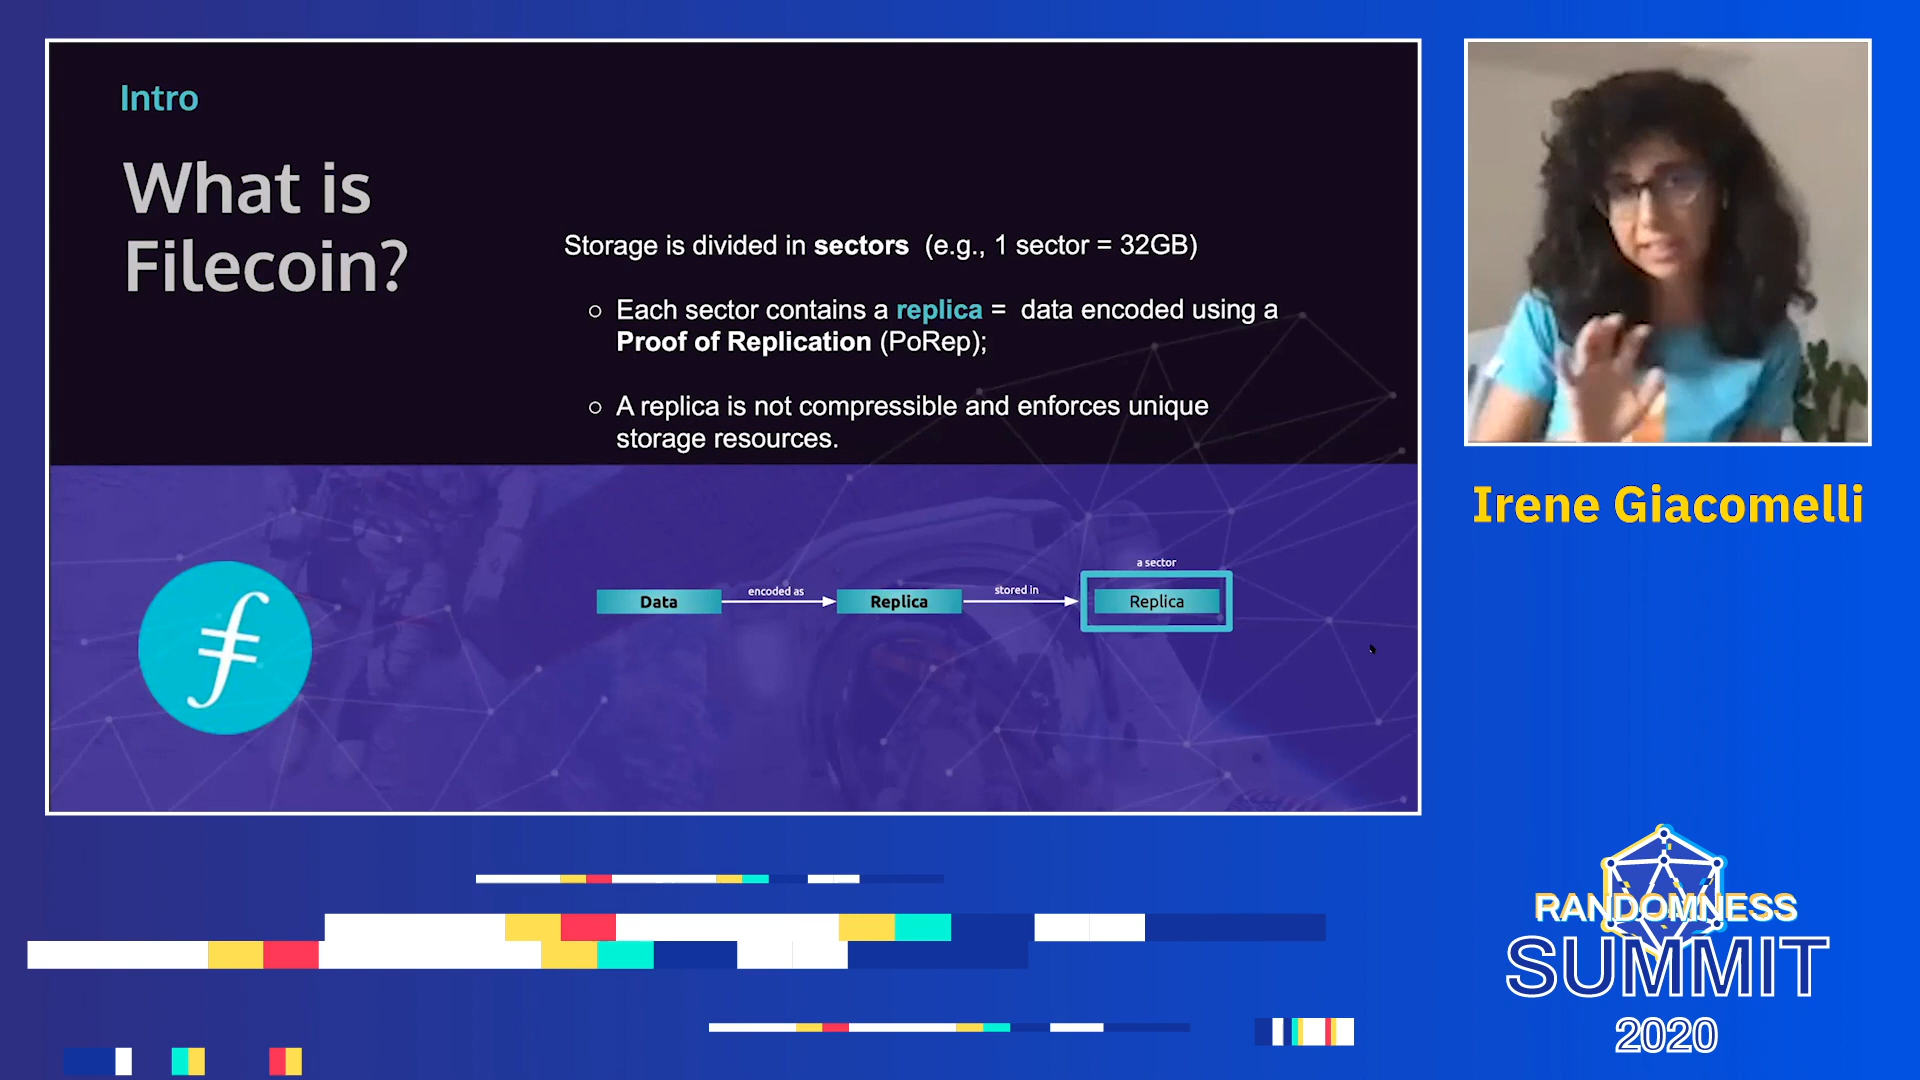 Intro
What is
Filecoin?
Storage is divided in sectors (e.g., 1 sector = 32GB)
○ Each sector contains a replica = data encoded using a
Proof of Replication (PoRep);
○ A replica is not compressible and enforces unique
storage resources.
Data
encoded as
Replica
stored in
a sector
Replica
Irene Giacomelli
RANDOMNESS
SUMMIT
2020